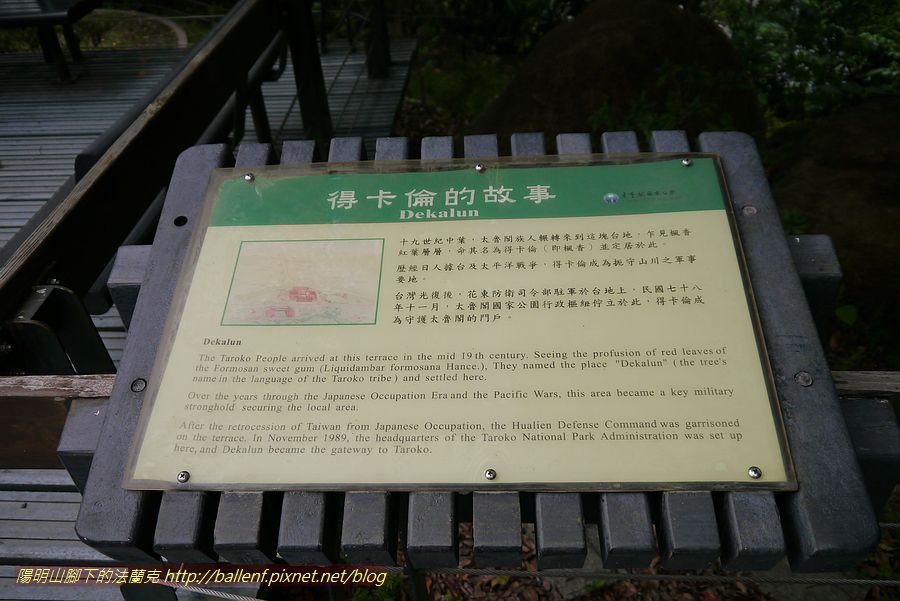 得卡倫的故事
Dekalun
十九世紀中葉，太魯閣族人輾轉來到這塊台地，乍見楓香
紅葉層層，命其名為得卡倫（即楓香）並定居於此。
歷經日人據台及太平洋戰爭，得卡倫成為扼守山川之軍事
要地。
台灣光復後，花東防衛司令部駐軍於台地上，民國七十八
年十一月，太魯閣國家公園行政樞紐佇立於此，得卡倫成
為守護太魯閣的門戶。
Dekalun
The Taroko People arrived at this terrace in the mid 19th century. Seeing the profusion of red leaves of
the Formosan sweet gum (Liquidambar formosana Hance.), They named the place "Dekalun" (the tree's
name in the language of the Taroko tribe) and settled here.
Over the years through the Japanese Occupation Era and the Pacific Wars, this area became a key military
stronghold securing the local area.
After the retrocession of Taiwan from Japanese Occupation, the Hualien Defense Command was garrisoned
on the terrace. In November 1989, the headquarters of the Taroko National Park Administration was set up
here, and Dekalun became the gateway to Taroko.
陽明山腳下的法蘭克 http://ballenf.pixnet.net/blog